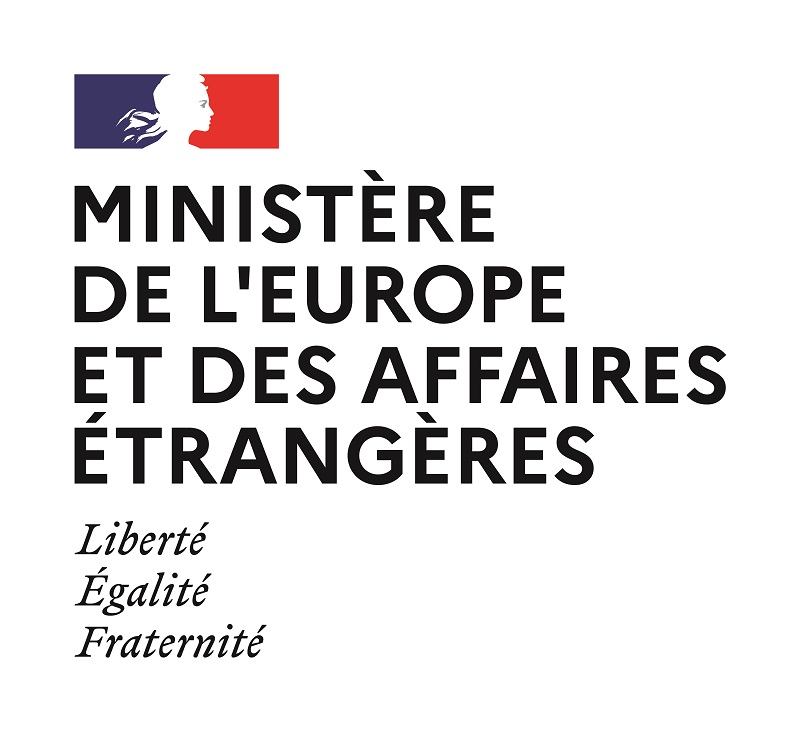 MINISTÈRE
DE L'EUROPE
ET DES AFFAIRES
ÉTRANGÈRES
Liberté
Égalité
Fraternité